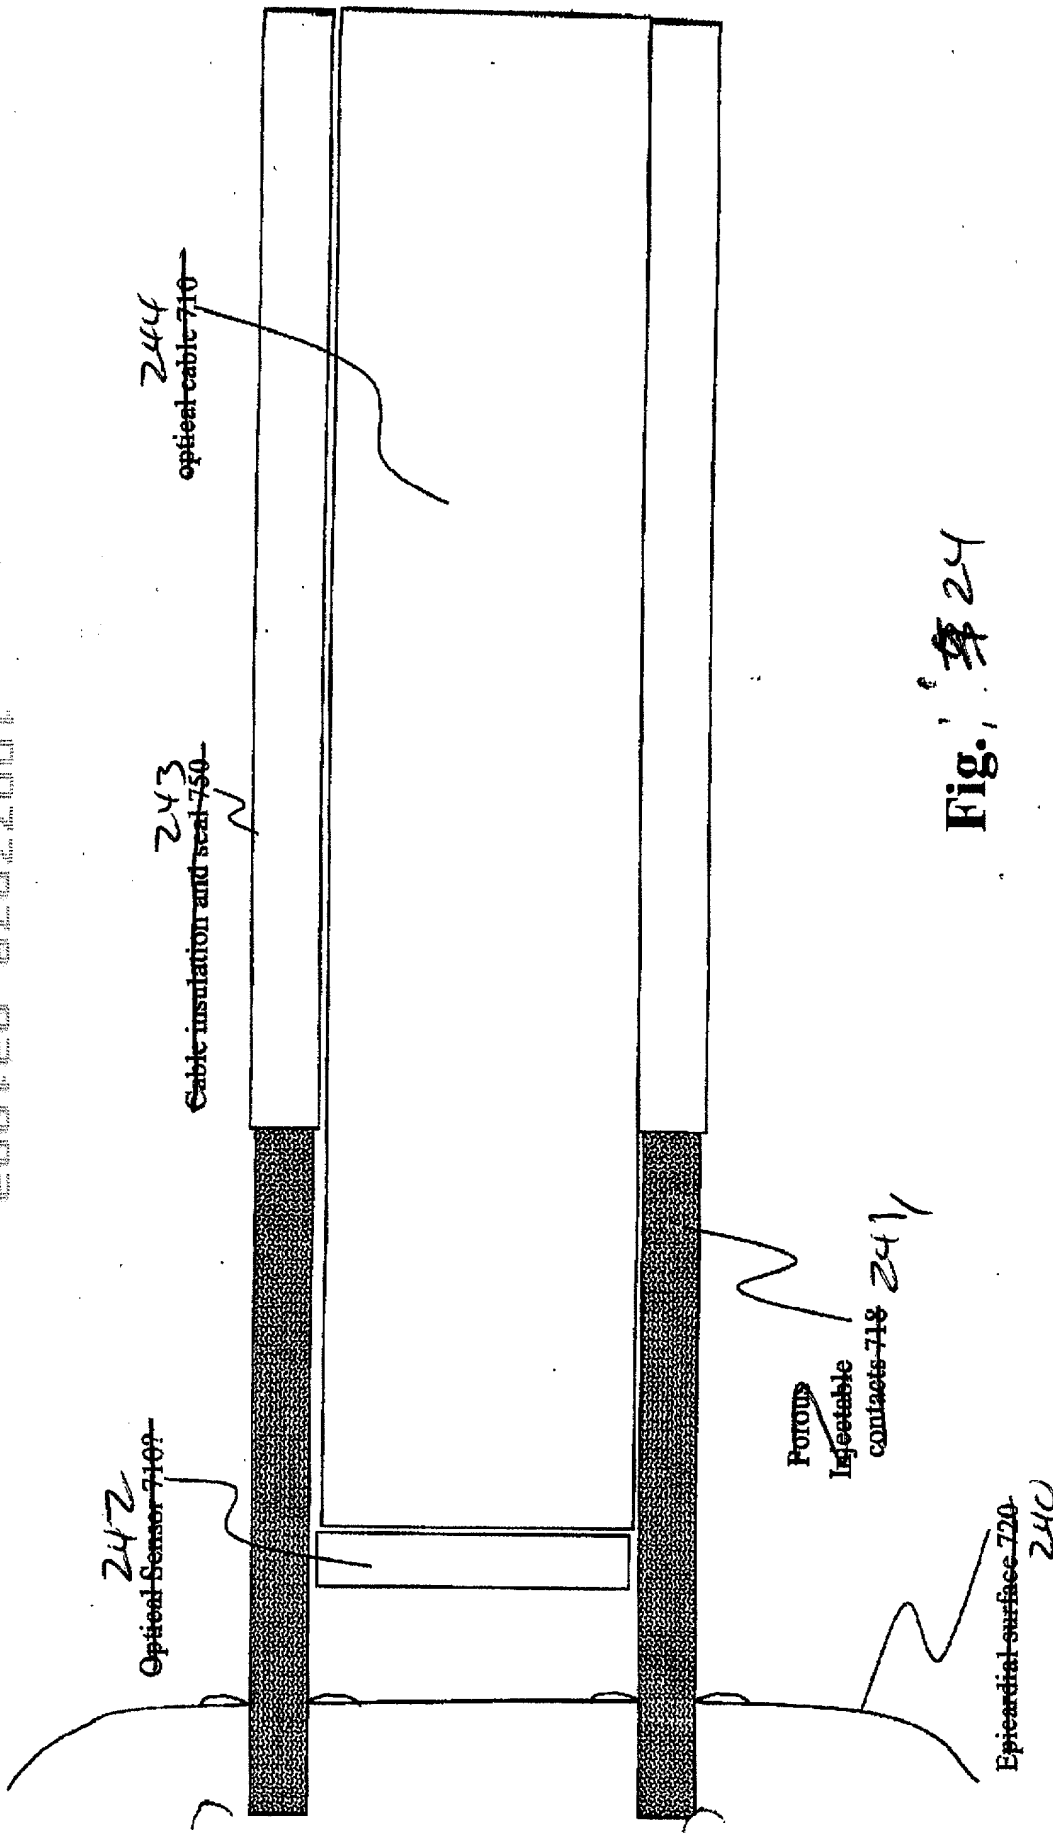 244
optical cable 710
243
Cable insulation and seal 750
242
Optical Sensor 710?
Porous
Injectable
contacts 718 241
Epicardial surface 720
240
Fig. 24